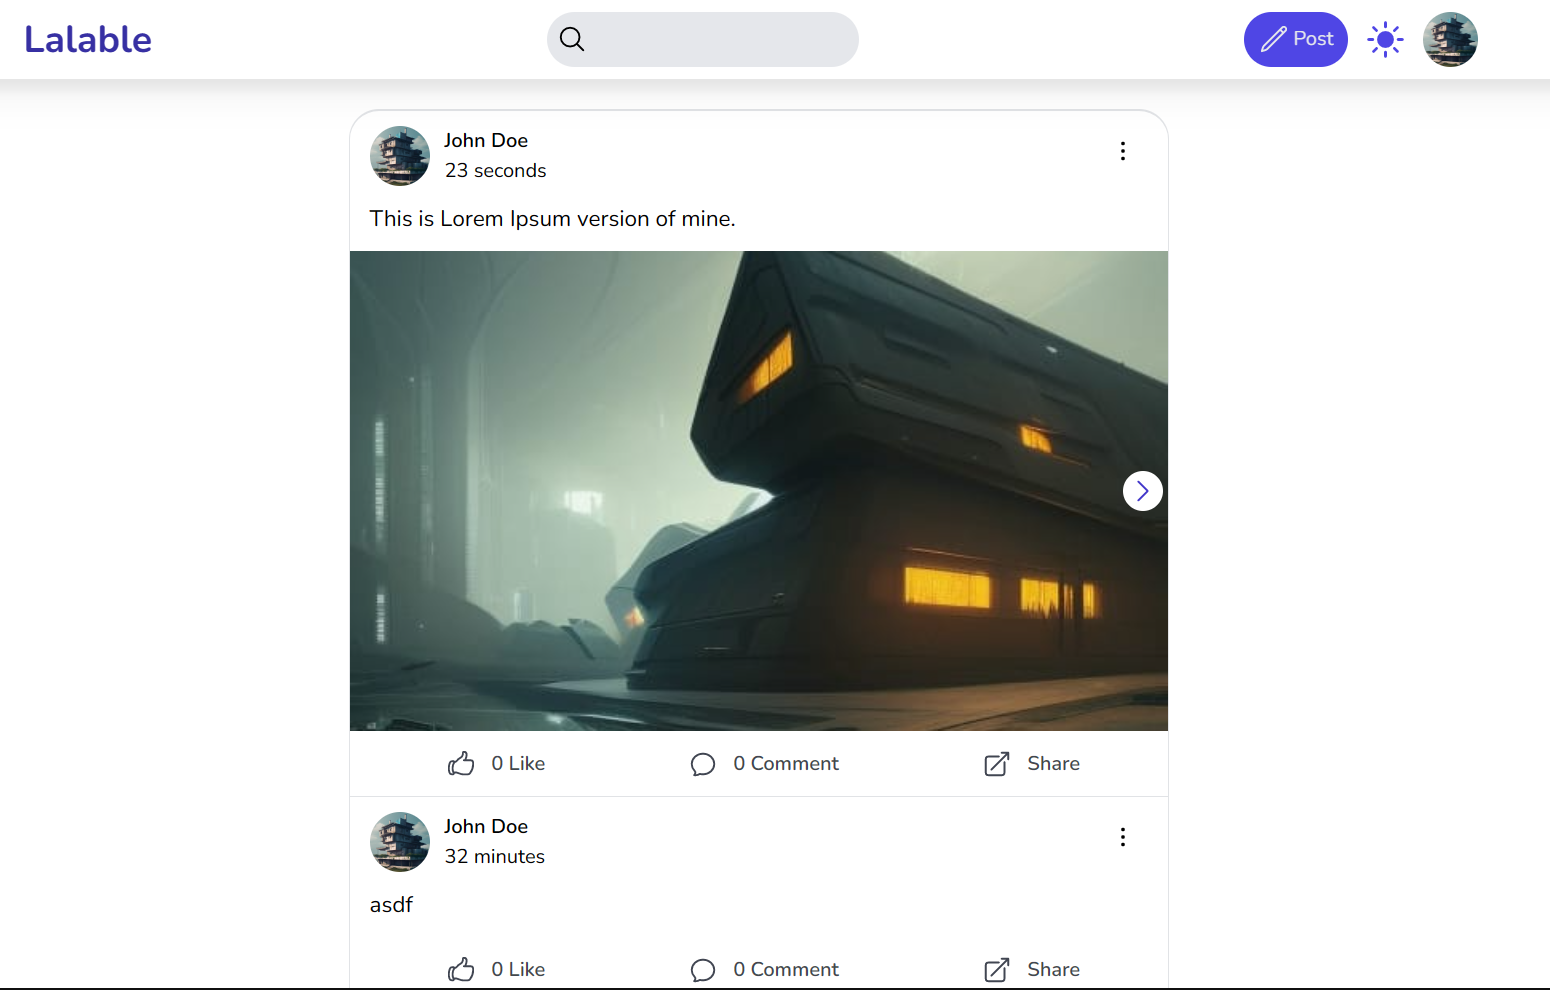 Lalable
Post
John Doe
23 seconds
This is Lorem Ipsum version of mine.
0 Like
0 Comment
Share
John Doe
32 minutes
asdf
0 Like
0 Comment
Share